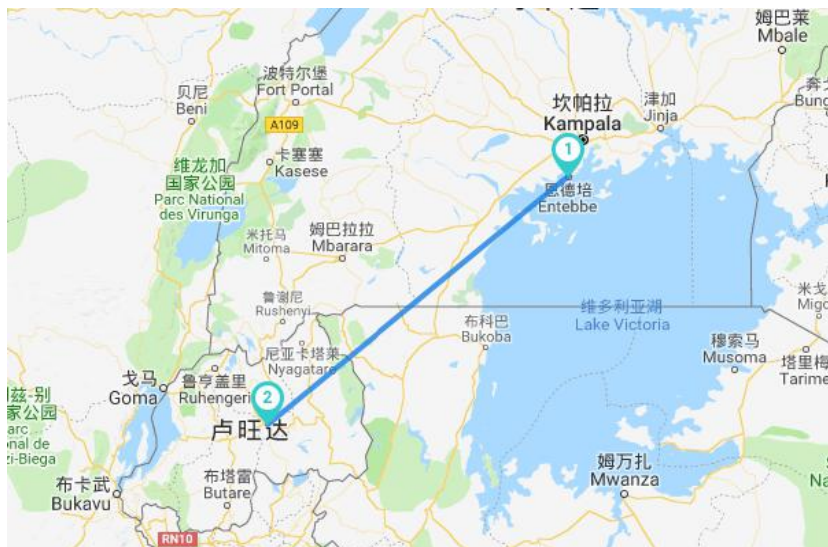 姆巴莱
Mbale
贝尼
Beni
波特尔堡
Fort Portal
坎帕拉
Kampala
津加
Jinja
A109
卡塞塞
Kasese
1
恩德培
Entebbe
维龙加
国家公园
Parc National
des Virunga
米托马
Mitoma
姆巴拉拉
Mbarara
鲁谢尼
Rushenyi
维多利亚湖
Lake Victoria
布科巴
Bukoba
尼亚卡塔莱
Nyagatare
穆索马
Musoma
塔里梅
Tarime
戈马
Goma
鲁亨盖里
Ruhengeri
2
卢旺达
布卡武
Bukavu
布塔雷
Butare
姆万扎
Mwanza
RN10